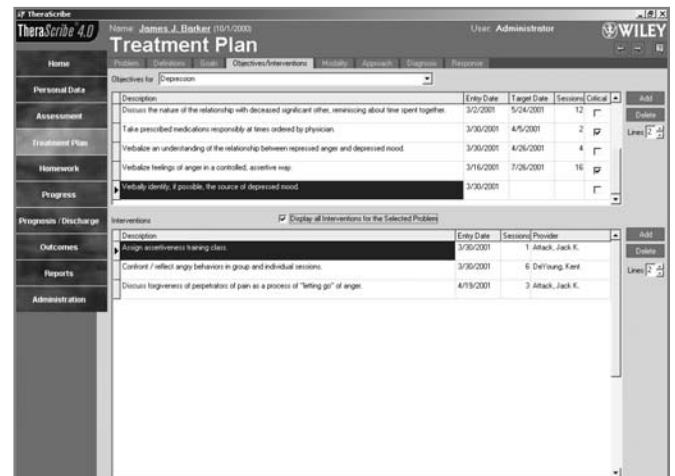 TheraScribe
TheraScribe 4.0
Name: James J. Barker (10/1/2000)
User: Administrator
WILEY
Treatment Plan
Problem Definitions Goals Objectives/Interventions Modality Approach Diagnosis Response
Home
Personal Data
Assessment
Treatment Plan
Homework
Progress
Prognosis / Discharge
Outcomes
Reports
Administration
Objectives for Depression
Description Entry Date Target Date Sessions Critical
Discuss the nature of the relationship with deceased significant other, reminiscing about time spent together. 3/2/2001 5/24/2001 12
Take prescribed medications responsibly at times ordered by physician. 3/30/2001 4/5/2001 2
Verbalize an understanding of the relationship between repressed anger and depressed mood. 3/30/2001 4/26/2001 4
Verbalize feelings of anger in a controlled, assertive way. 3/16/2001 7/26/2001 16
Verbally identify, if possible, the source of depressed mood. 3/30/2001
Add
Delete
Lines 2
Interventions Display all Interventions for the Selected Problem
Description Entry Date Sessions Provider
Assign assertiveness training class. 3/30/2001 1 Attack, Jack K.
Confront / reflect angry behaviors in group and individual sessions. 3/30/2001 6 DeYoung, Kent
Discuss forgiveness of perpetrators of pain as a process of "letting go" of anger. 4/19/2001 3 Attack, Jack K.
Add
Delete
Lines 2